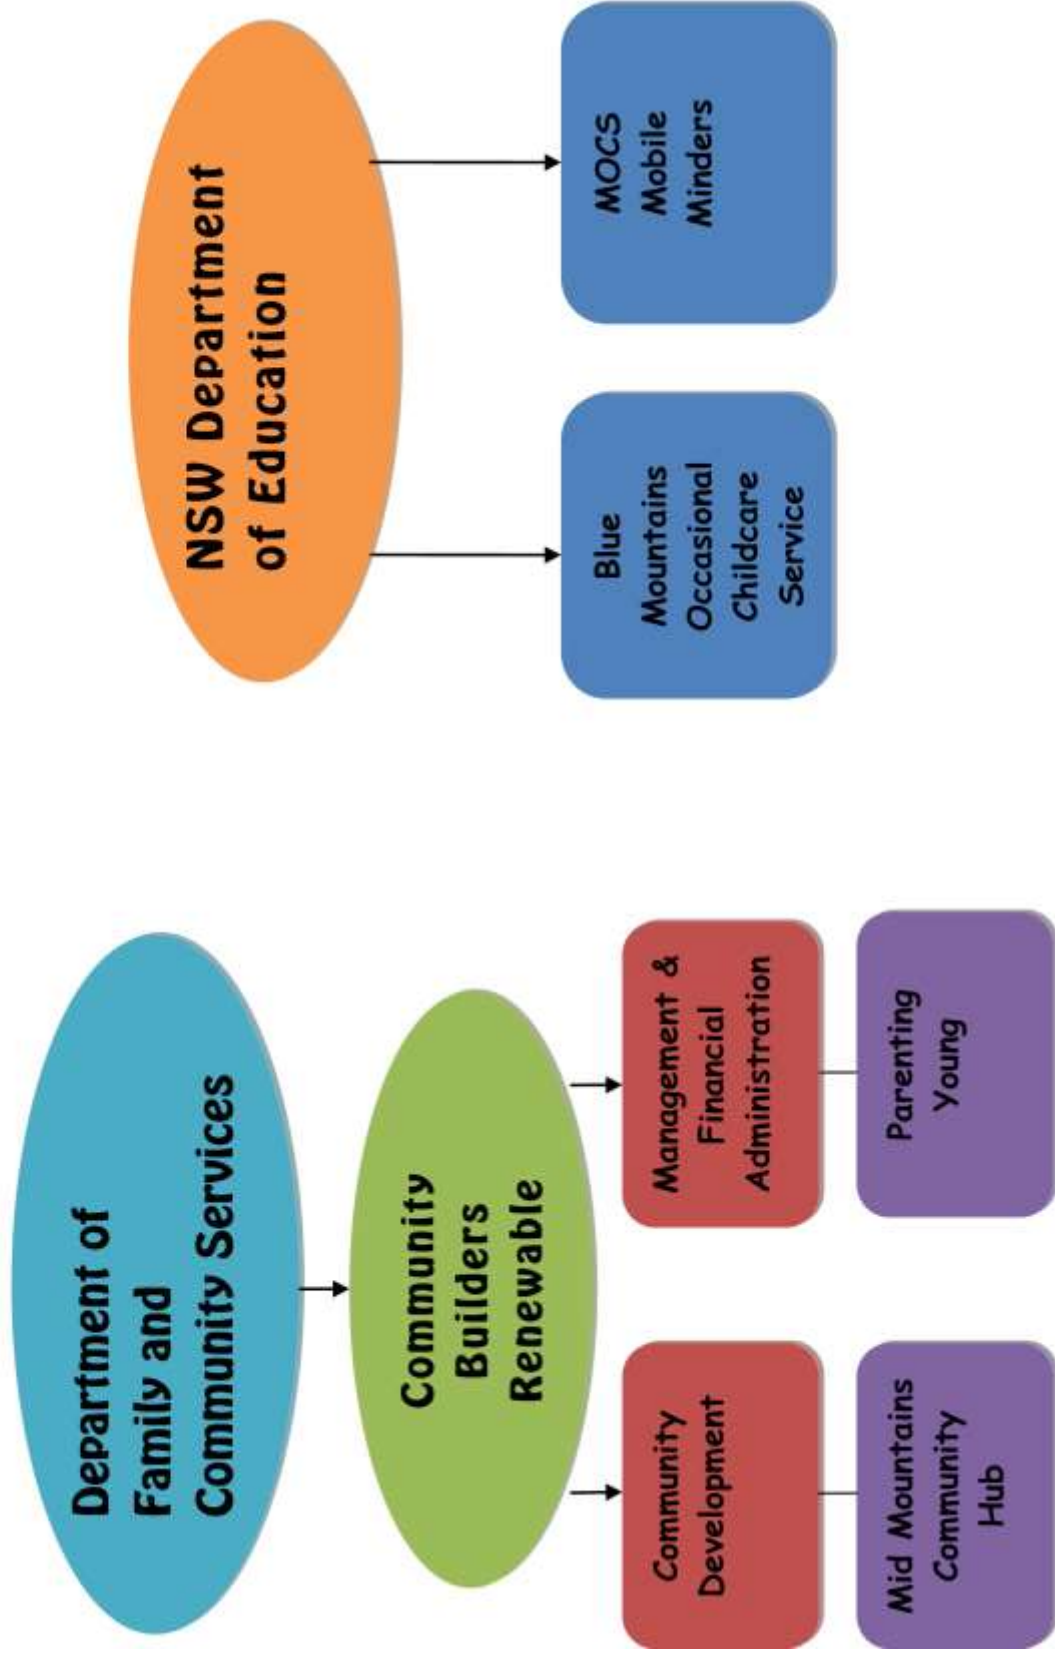 Department of
Family and
Community Services
Community
Builders
Renewable
Community
Development
Management &
Financial
Administration
Mid Mountains
Community
Hub
Parenting
Young
NSW Department
of Education
Blue
Mountains
Occasional
Childcare
Service
MOCS
Mobile
Minders